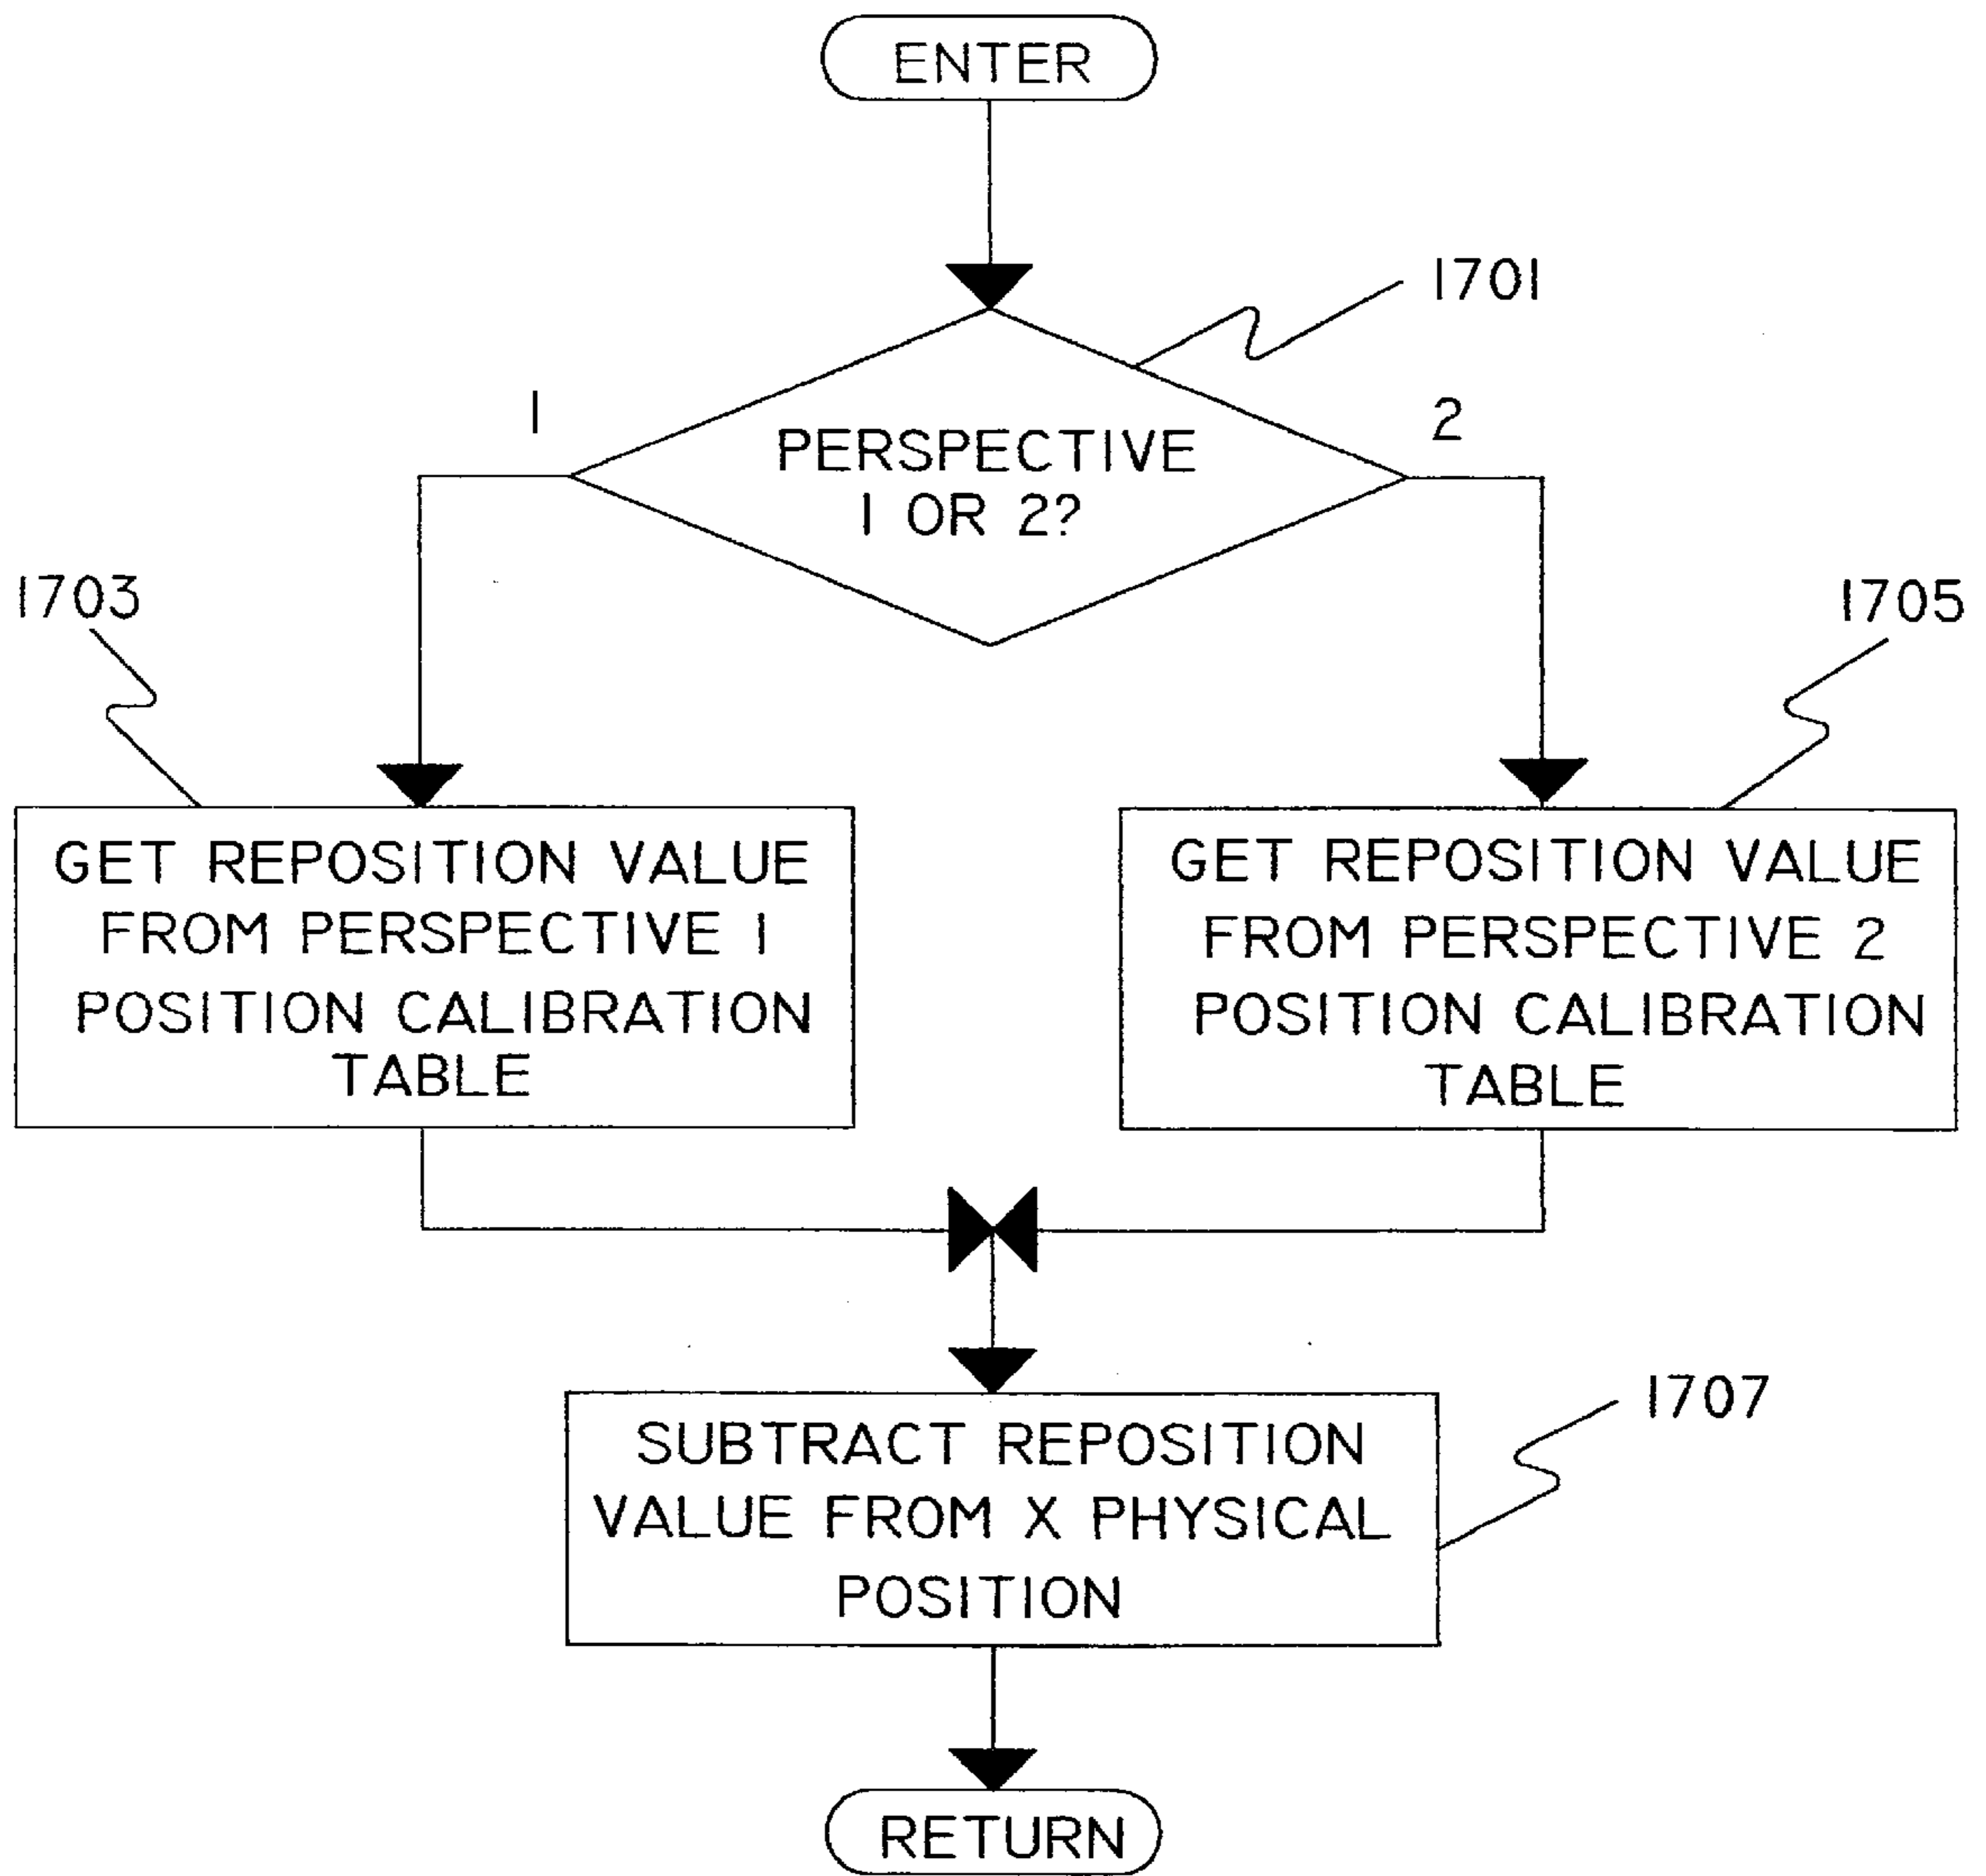 ENTER
1701
1
2
PERSPECTIVE
1 OR 2?
1703
1705
GET REPOSITION VALUE
FROM PERSPECTIVE 1
POSITION CALIBRATION
TABLE
GET REPOSITION VALUE
FROM PERSPECTIVE 2
POSITION CALIBRATION
TABLE
1707
SUBTRACT REPOSITION
VALUE FROM X PHYSICAL
POSITION
RETURN